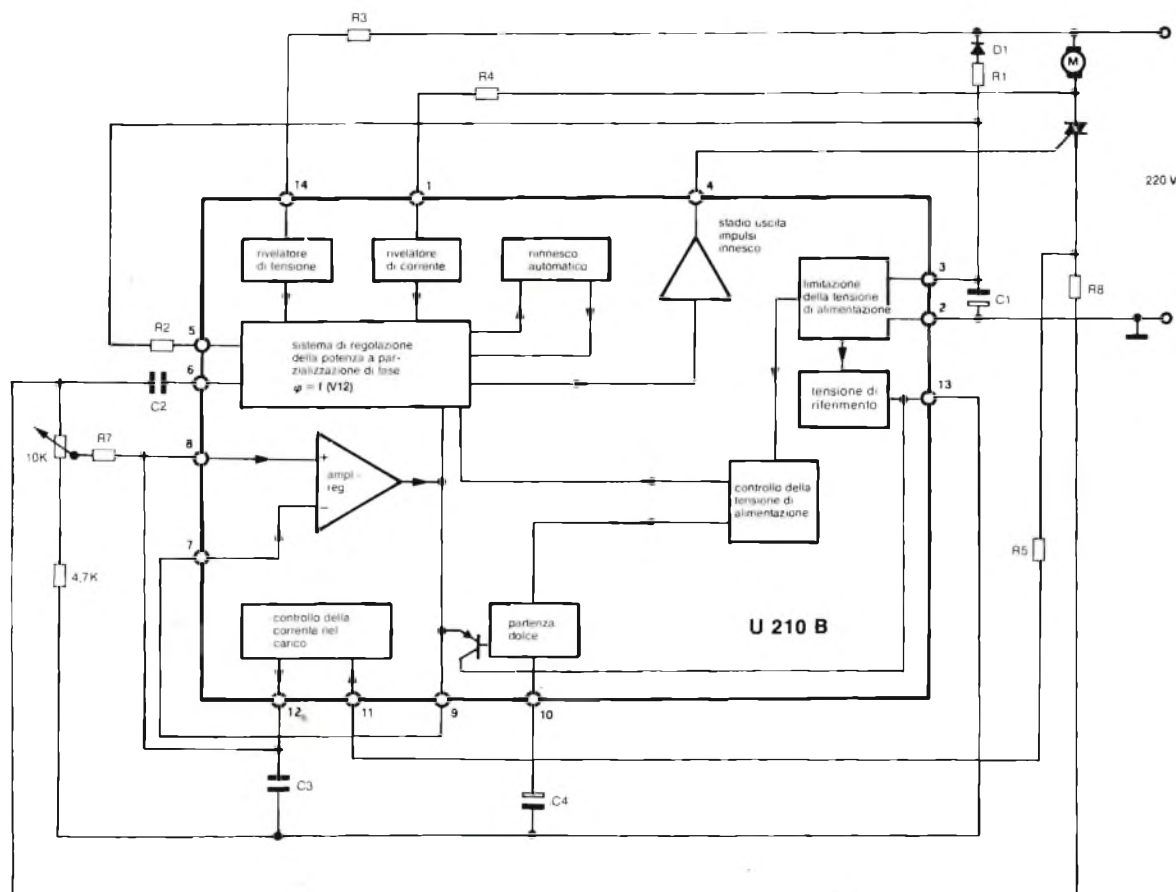 R3
D1
M
R1
R4
220 V
14
1
4
stadio uscita
impulsi
innesco
rivelatore
di tensione
rivelatore
di corrente
riinnesco
automatico
3
limitazione
della tensione
di alimentazione
C1
R8
2
R2
5
sistema di regolazione
della potenza a par-
zializzazione di fase
φ = f (V12)
6
C2
tensione di
riferimento
13
10K
R7
8
+
ampl-
reg
−
controllo della
tensione di
alimentazione
7
R5
4,7K
controllo della
corrente nel
carico
partenza
dolce
U 210 B
12
11
9
10
C3
C4